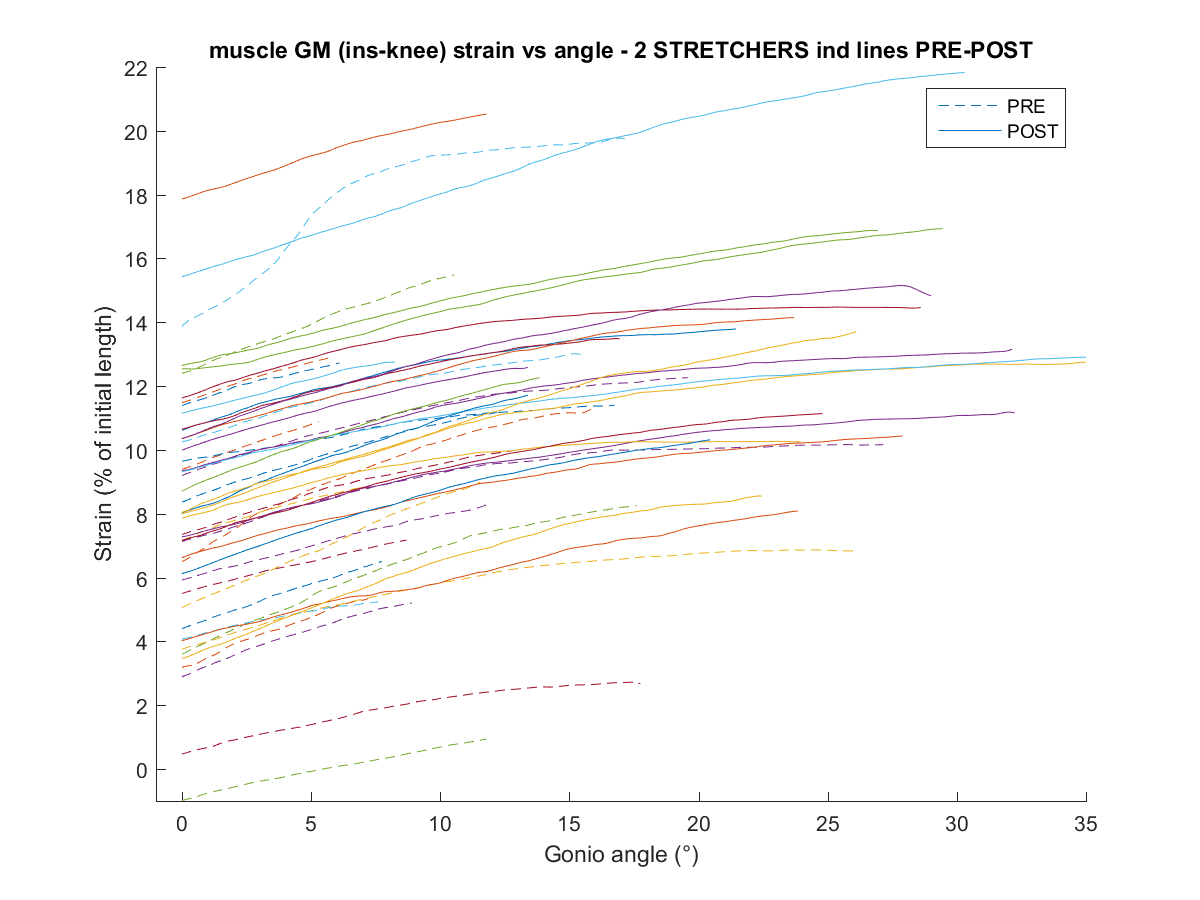 muscle GM (ins-knee) strain vs angle - 2 STRETCHERS ind lines PRE-POST
PRE
POST
Strain (% of initial length)
22
20
18
16
14
12
10
8
6
4
2
0
0 5 10 15 20 25 30 35
Gonio angle (°)